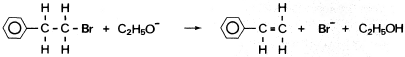 H H H
C-C-Br + C₂H₅O⁻ → C=C + Br⁻ + C₂H₅OH
H H H H